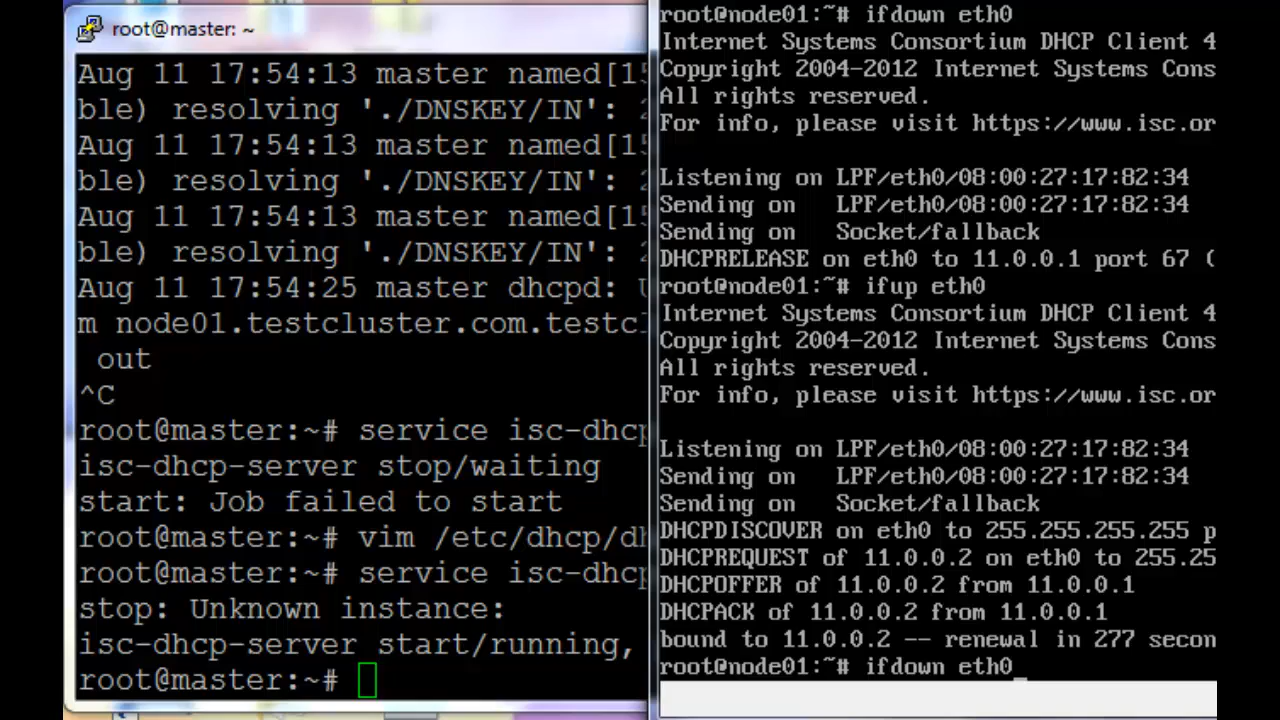 root@master: ~
Aug 11 17:54:13 master named[15
ble) resolving './DNSKEY/IN': 2
Aug 11 17:54:13 master named[15
ble) resolving './DNSKEY/IN': 2
Aug 11 17:54:13 master named[15
ble) resolving './DNSKEY/IN': 2
Aug 11 17:54:25 master dhcpd: U
m node01.testcluster.com.testcl
out
^C
root@master:~# service isc-dhcp
isc-dhcp-server stop/waiting
start: Job failed to start
root@master:~# vim /etc/dhcp/dh
root@master:~# service isc-dhcp
stop: Unknown instance:
isc-dhcp-server start/running,
root@master:~#
root@node01:~# ifdown eth0
Internet Systems Consortium DHCP Client 4
Copyright 2004-2012 Internet Systems Cons
All rights reserved.
For info, please visit https://www.isc.or
Listening on LPF/eth0/08:00:27:17:82:34
Sending on   LPF/eth0/08:00:27:17:82:34
Sending on   Socket/fallback
DHCPRELEASE on eth0 to 11.0.0.1 port 67 (
root@node01:~# ifup eth0
Internet Systems Consortium DHCP Client 4
Copyright 2004-2012 Internet Systems Cons
All rights reserved.
For info, please visit https://www.isc.or
Listening on LPF/eth0/08:00:27:17:82:34
Sending on   LPF/eth0/08:00:27:17:82:34
Sending on   Socket/fallback
DHCPDISCOVER on eth0 to 255.255.255.255 p
DHCPREQUEST of 11.0.0.2 on eth0 to 255.25
DHCPOFFER of 11.0.0.2 from 11.0.0.1
DHCPACK of 11.0.0.2 from 11.0.0.1
bound to 11.0.0.2 -- renewal in 277 secon
root@node01:~# ifdown eth0_